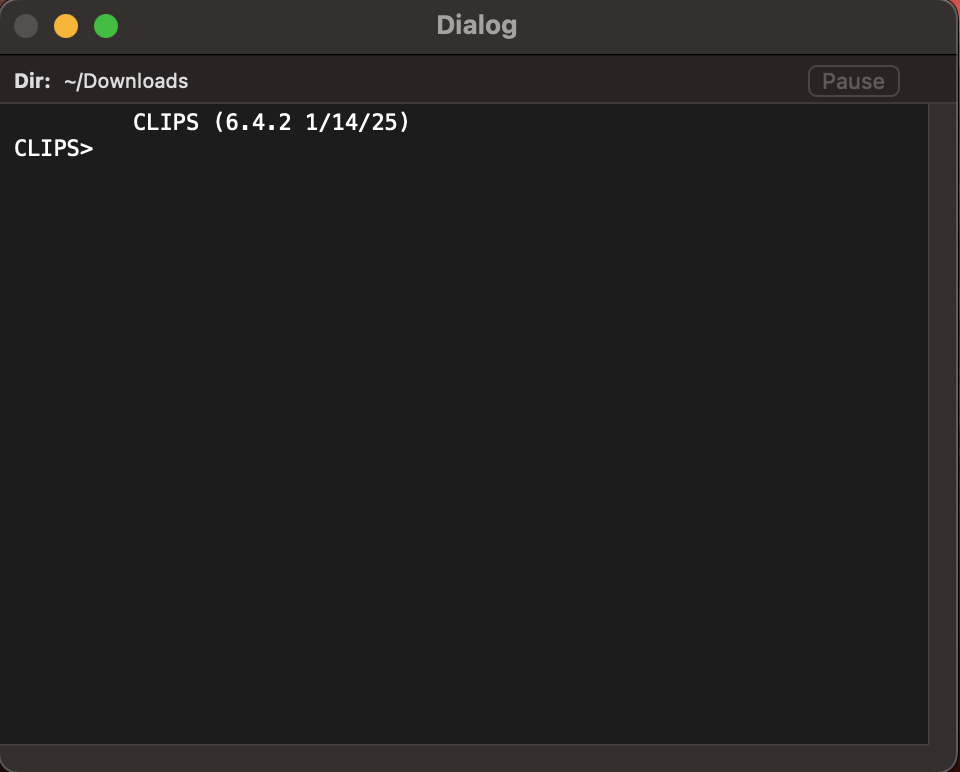 Dialog
Dir: ~/Downloads
Pause
CLIPS (6.4.2 1/14/25)
CLIPS>